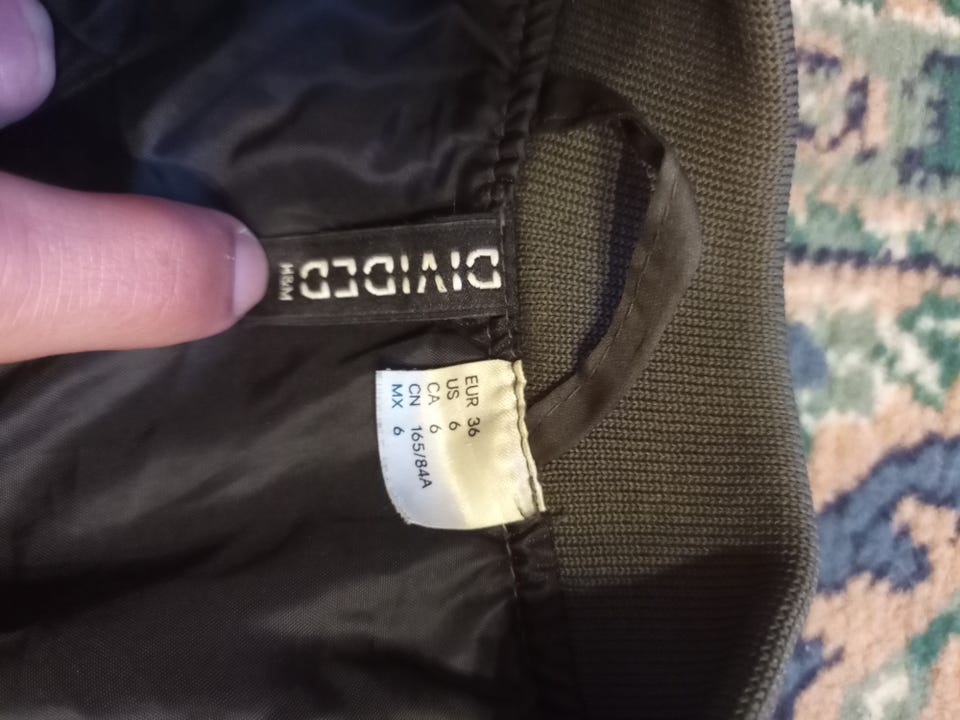 DIVIDED
H&M
EUR 36
US 6
CA 6
CN 165/84A
MX 6